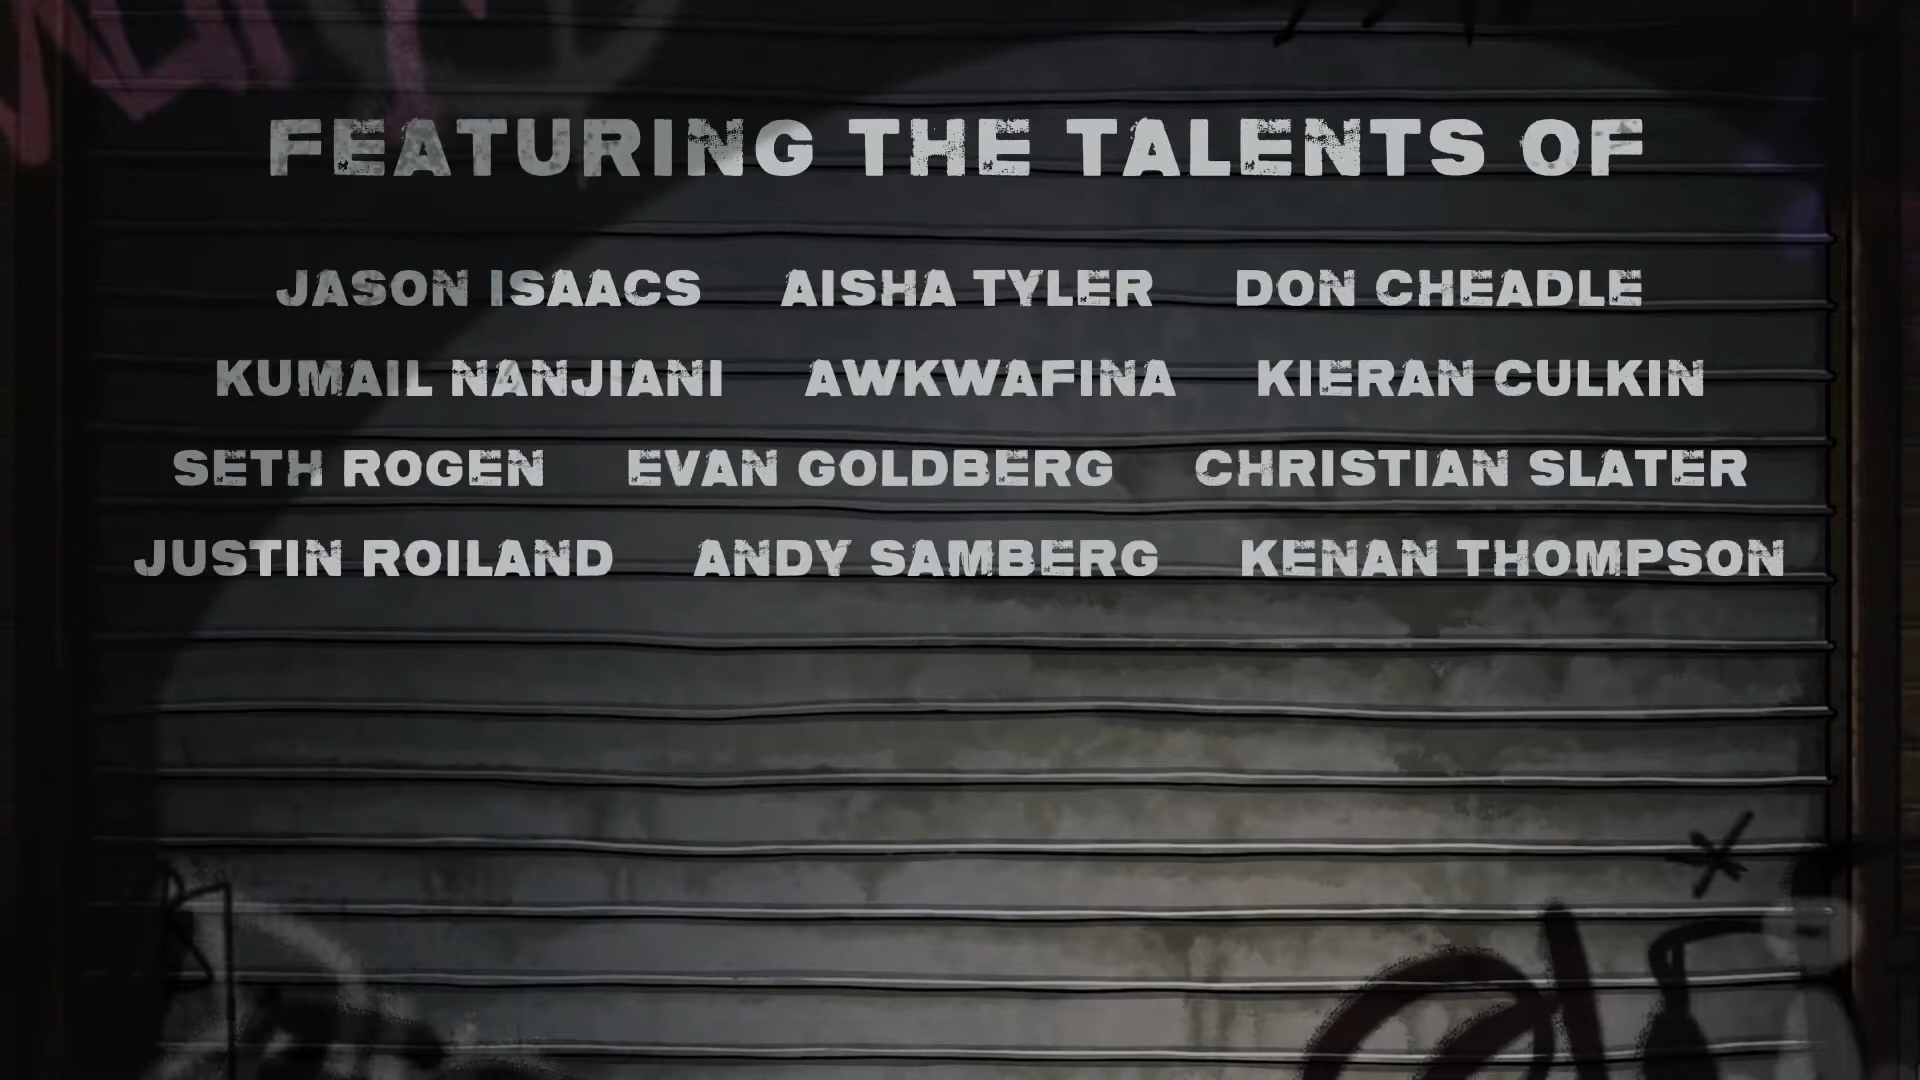 FEATURING THE TALENTS OF
JASON ISAACS AISHA TYLER DON CHEADLE
KUMAIL NANJIANI AWKWAFINA KIERAN CULKIN
SETH ROGEN EVAN GOLDBERG CHRISTIAN SLATER
JUSTIN ROILAND ANDY SAMBERG KENAN THOMPSON